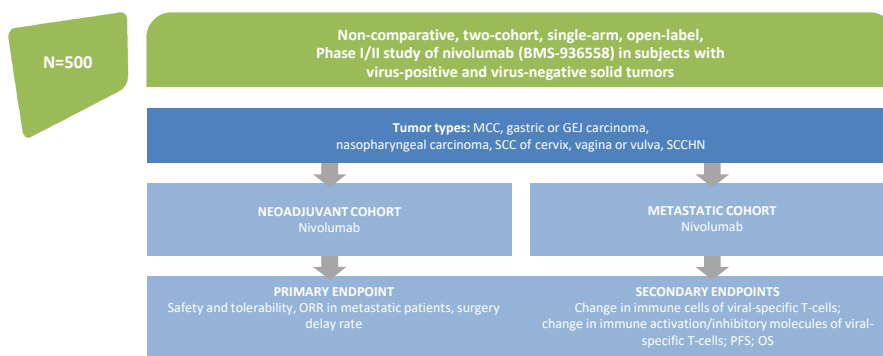 N=500
Non-comparative, two-cohort, single-arm, open-label,
Phase I/II study of nivolumab (BMS-936558) in subjects with
virus-positive and virus-negative solid tumors
Tumor types: MCC, gastric or GEJ carcinoma,
nasopharyngeal carcinoma, SCC of cervix, vagina or vulva, SCCHN
NEOADJUVANT COHORT
Nivolumab
METASTATIC COHORT
Nivolumab
PRIMARY ENDPOINT
Safety and tolerability, ORR in metastatic patients, surgery
delay rate
SECONDARY ENDPOINTS
Change in immune cells of viral-specific T-cells;
change in immune activation/inhibitory molecules of viral-
specific T-cells; PFS; OS